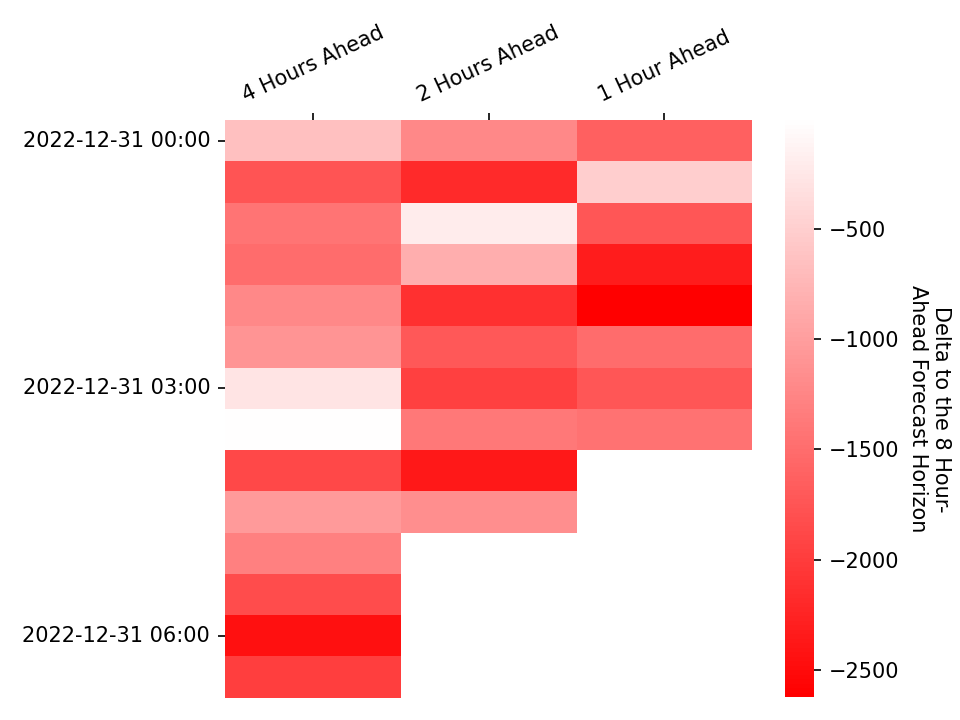 4 Hours Ahead
2 Hours Ahead
1 Hour Ahead
2022-12-31 00:00
2022-12-31 03:00
2022-12-31 06:00
−500
−1000
−1500
−2000
−2500
Delta to the 8 Hour-
Ahead Forecast Horizon